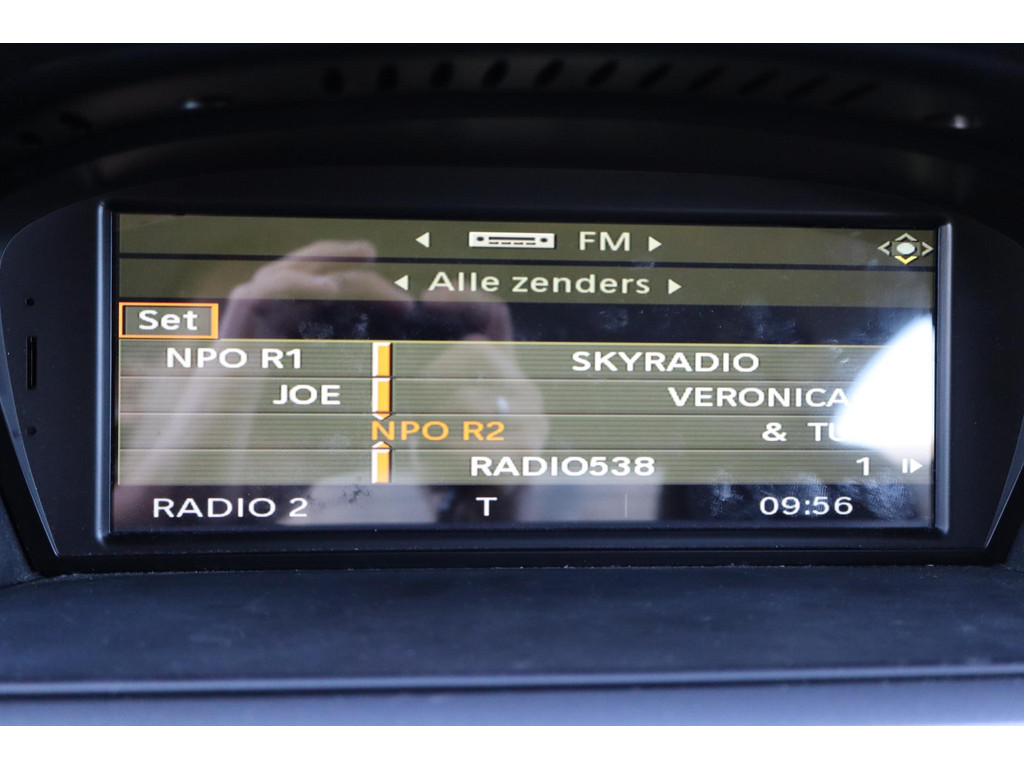 FM
Alle zenders
Set
NPO R1 SKYRADIO
JOE VERONICA
NPO R2 &
RADIO538 1
RADIO 2 T 09:56